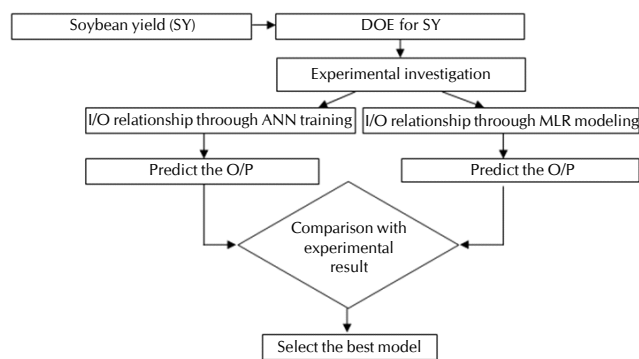 Soybean yield (SY)
DOE for SY
Experimental investigation
I/O relationship throough ANN training
I/O relationship throough MLR modeling
Predict the O/P
Predict the O/P
Comparison with
experimental
result
Select the best model